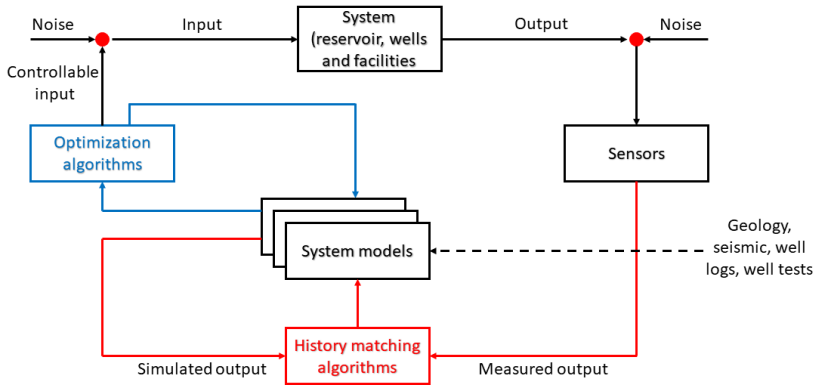 Noise
Input
System
(reservoir, wells
and facilities
Output
Noise
Controllable
input
Optimization
algorithms
Sensors
System models
Geology,
seismic, well
logs, well tests
History matching
algorithms
Simulated output
Measured output